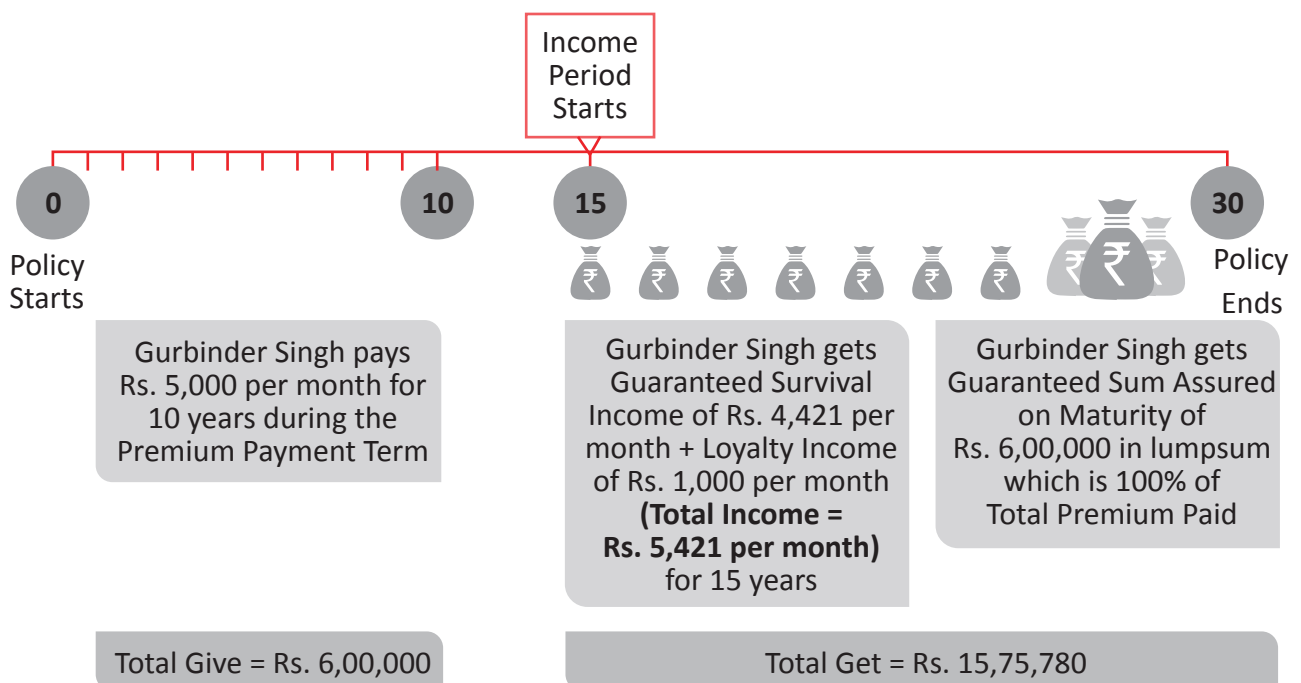 Income
Period
Starts
0
10
15
30
Policy
Starts
₹
₹
₹
₹
₹
₹
₹
₹
₹
₹
Policy
Ends
Gurbinder Singh pays
Rs. 5,000 per month for
10 years during the
Premium Payment Term
Gurbinder Singh gets
Guaranteed Survival
Income of Rs. 4,421 per
month + Loyalty Income
of Rs. 1,000 per month
(Total Income =
Rs. 5,421 per month)
for 15 years
Gurbinder Singh gets
Guaranteed Sum Assured
on Maturity of
Rs. 6,00,000 in lumpsum
which is 100% of
Total Premium Paid
Total Give = Rs. 6,00,000
Total Get = Rs. 15,75,780